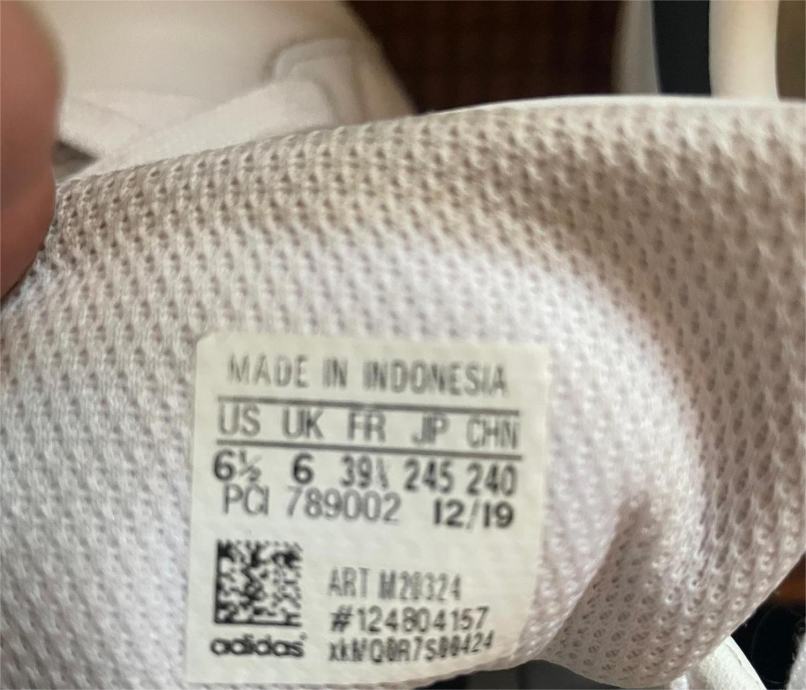 MADE IN INDONESIA
US UK FR JP CHN
6½ 6 39⅓ 245 240
PCI 789002 12/19
ART M20324
#124804157
adidas